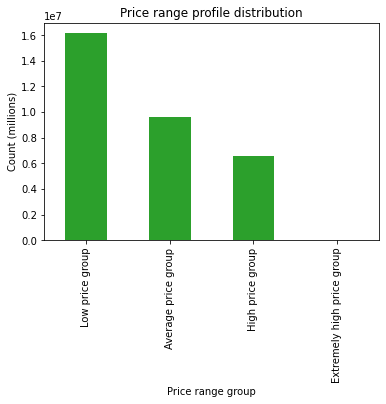 Price range profile distribution
1e7
1.6
1.4
1.2
1.0
0.8
0.6
0.4
0.2
0.0
Count (millions)
Low price group
Average price group
High price group
Extremely high price group
Price range group